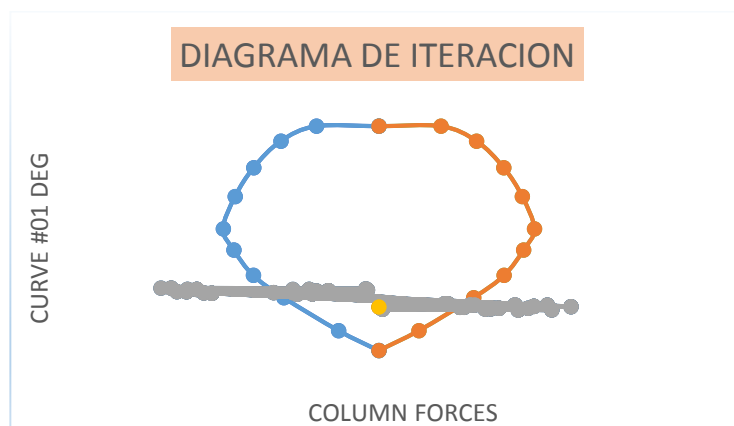 DIAGRAMA DE ITERACION
CURVE #01 DEG
COLUMN FORCES